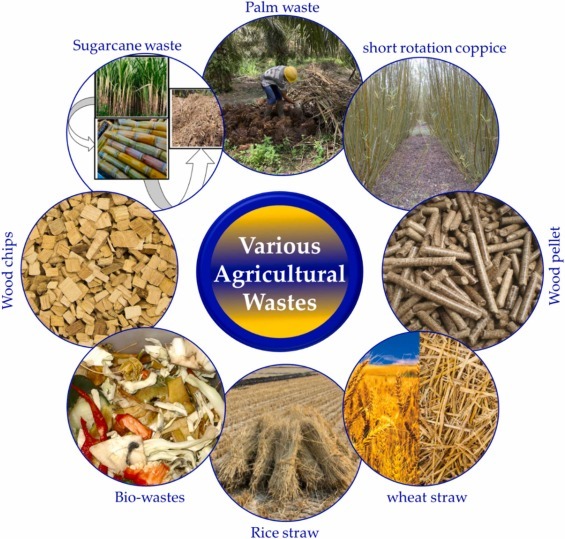 Palm waste
Sugarcane waste
short rotation coppice
Wood chips
Various
Agricultural
Wastes
Wood pellet
Bio-wastes
wheat straw
Rice straw